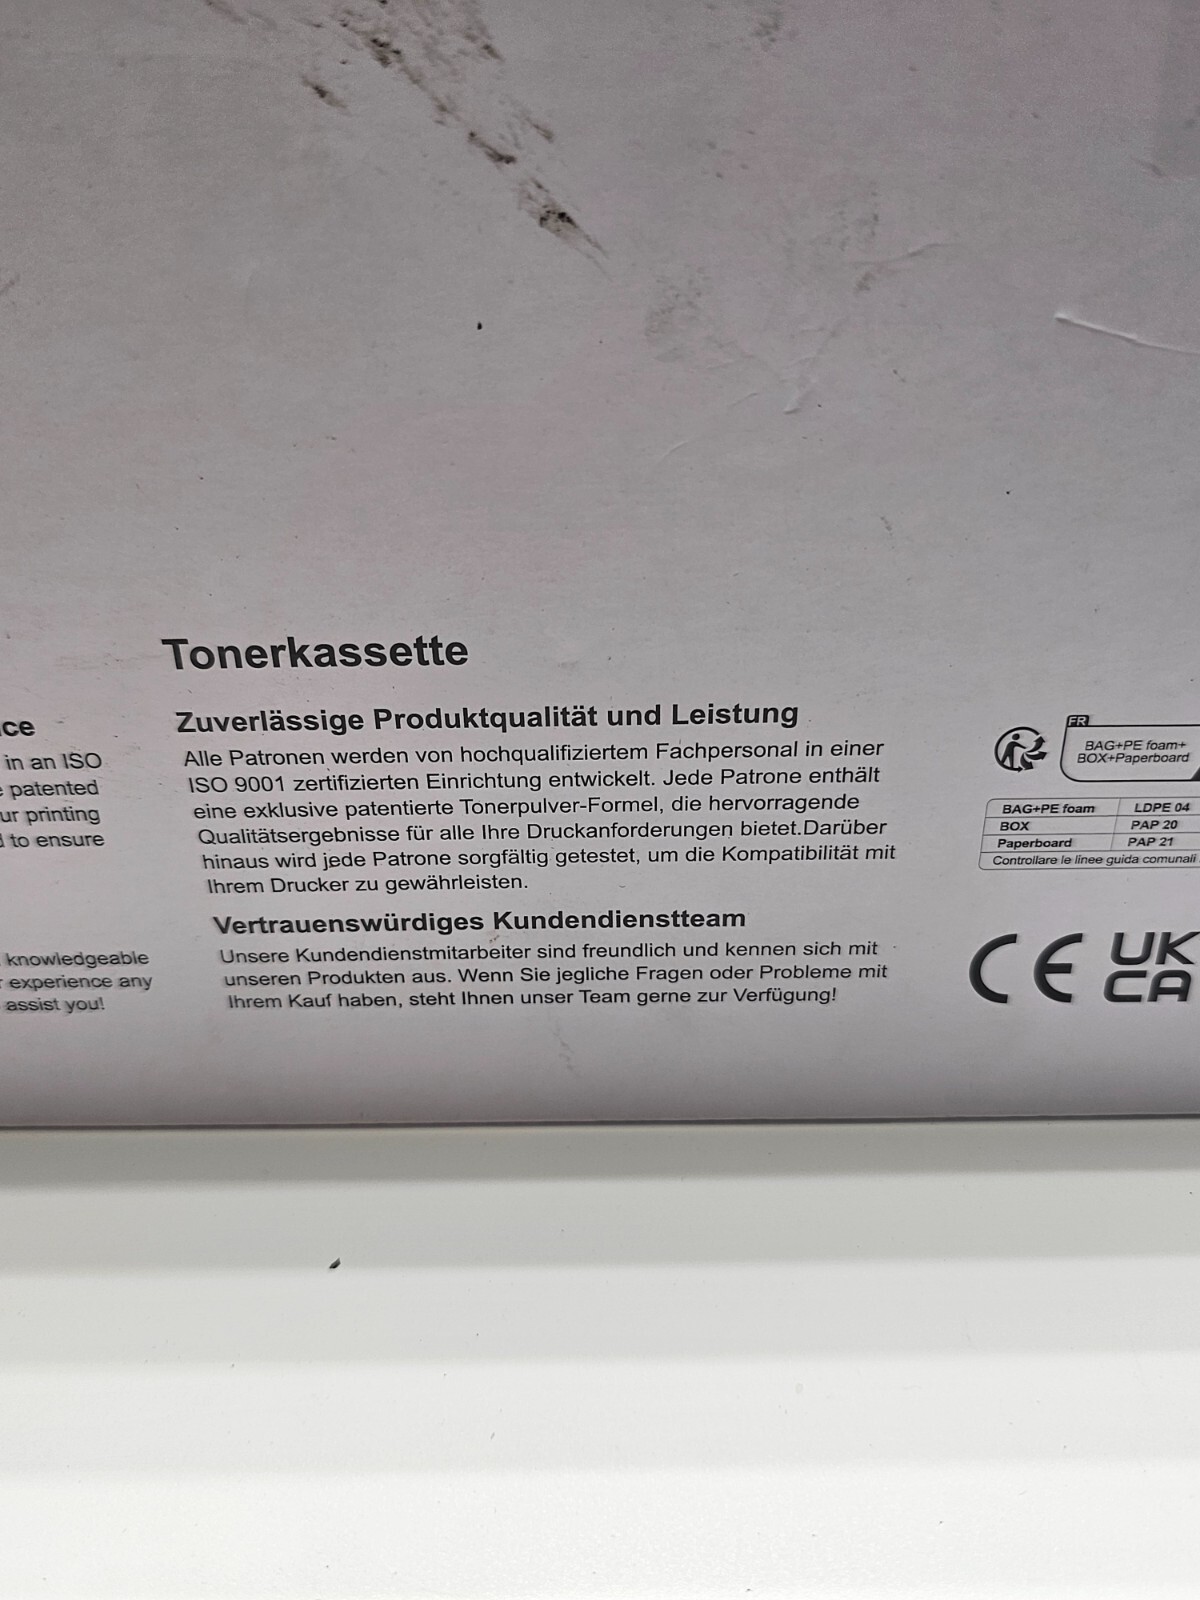 Tonerkassette
ce
in an ISO
patented
ur printing
to ensure
knowledgeable
experience any
assist you!
Zuverlässige Produktqualität und Leistung
Alle Patronen werden von hochqualifiziertem Fachpersonal in einer
ISO 9001 zertifizierten Einrichtung entwickelt. Jede Patrone enthält
eine exklusive patentierte Tonerpulver-Formel, die hervorragende
Qualitätsergebnisse für alle Ihre Druckanforderungen bietet.Darüber
hinaus wird jede Patrone sorgfältig getestet, um die Kompatibilität mit
Ihrem Drucker zu gewährleisten.
Vertrauenswürdiges Kundendienstteam
Unsere Kundendienstmitarbeiter sind freundlich und kennen sich mit
unseren Produkten aus. Wenn Sie jegliche Fragen oder Probleme mit
Ihrem Kauf haben, steht Ihnen unser Team gerne zur Verfügung!
FR
BAG+PE foam+
BOX+Paperboard
BAG+PE foam LDPE 04
BOX PAP 20
Paperboard PAP 21
Controllare le linee guida comunali
CE UK
CA